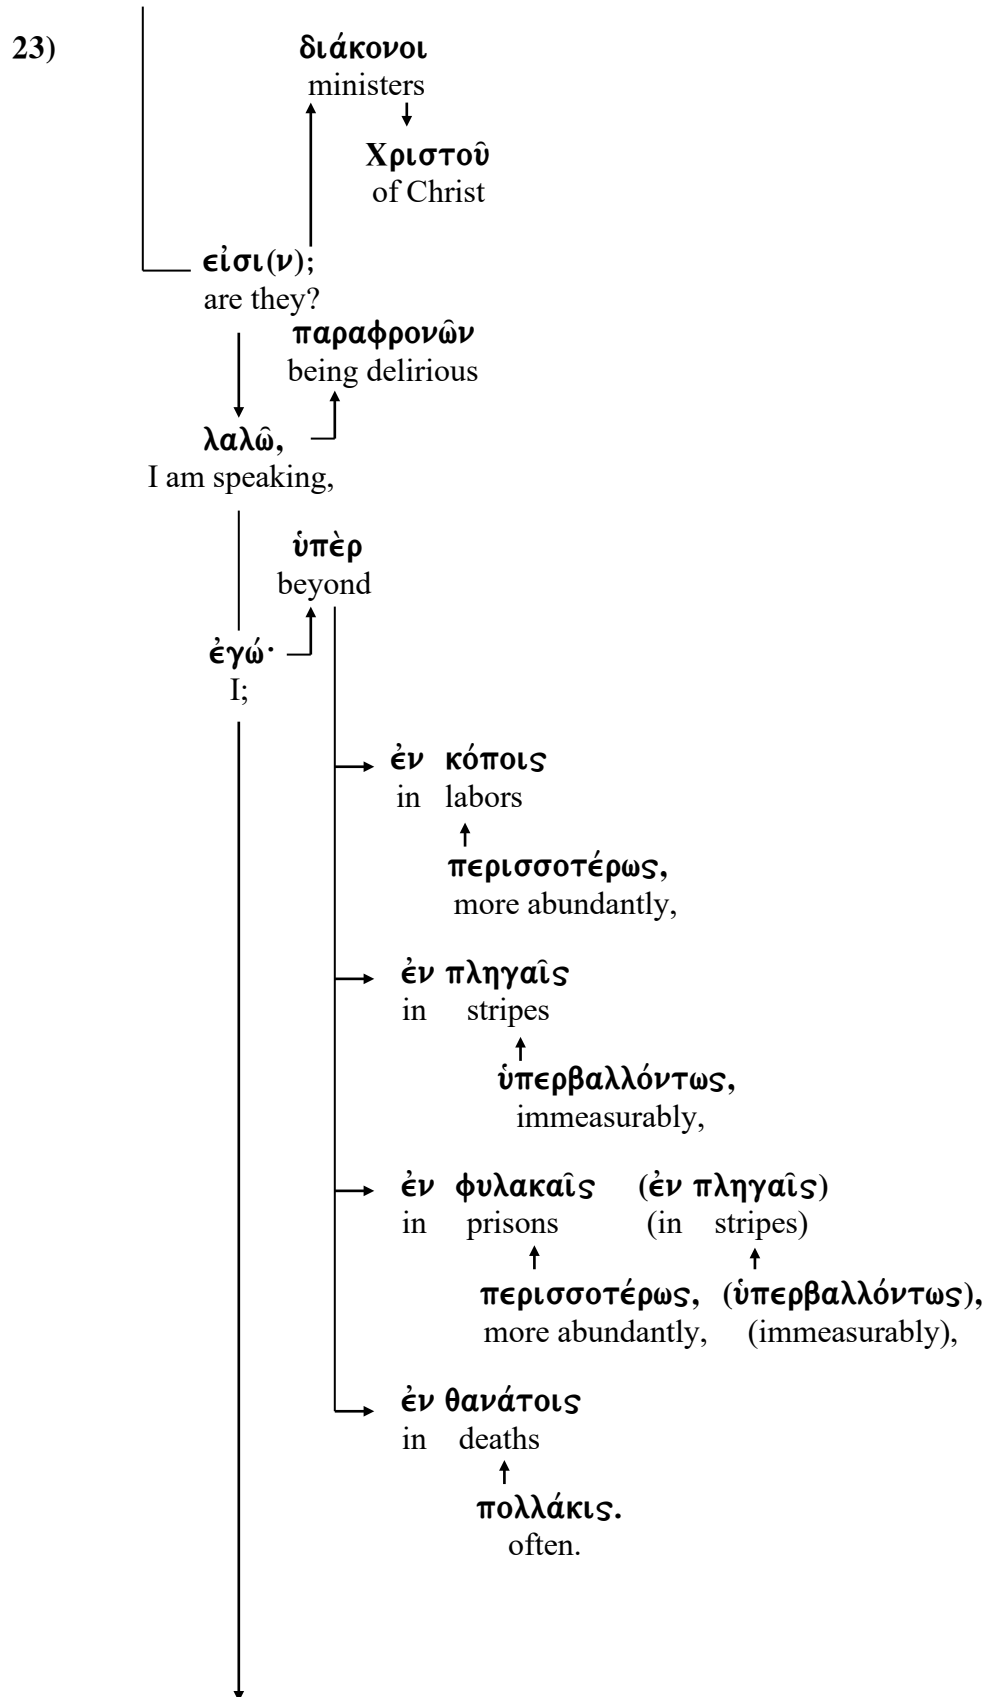 23)
διάκονοι
ministers
Χριστοῦ
of Christ
εἰσι(ν);
are they?
παραφρονῶν
being delirious
λαλῶ,
I am speaking,
ὑπὲρ
beyond
ἐγώ·
I;
ἐν κόποις
in labors
περισσοτέρως,
more abundantly,
ἐν πληγαῖς
in stripes
ὑπερβαλλόντως,
immeasurably,
ἐν φυλακαῖς (ἐν πληγαῖς)
in prisons (in stripes)
περισσοτέρως, (ὑπερβαλλόντως),
more abundantly, (immeasurably),
ἐν θανάτοις
in deaths
πολλάκις.
often.